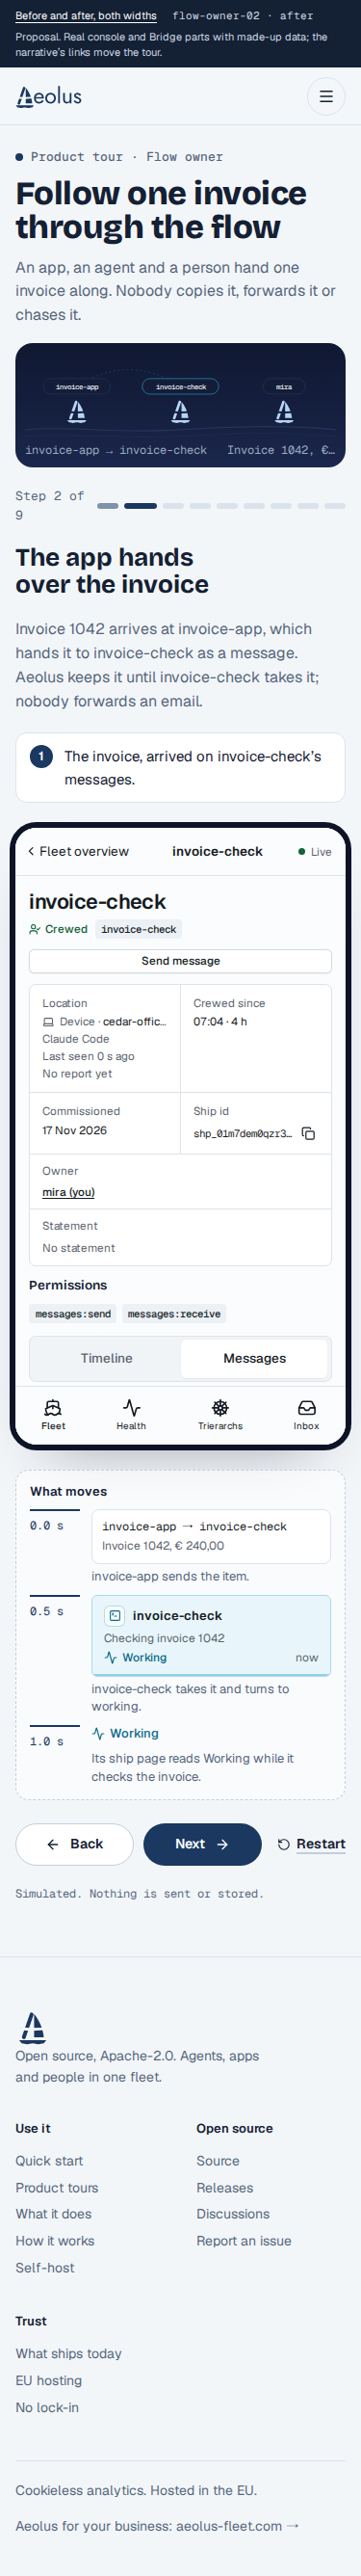 Before and after, both widths flow-owner-02 · after
Proposal. Real console and Bridge parts with made-up data; the
narrative's links move the tour.
Aeolus
Product tour · Flow owner
Follow one invoice
through the flow
An app, an agent and a person hand one
invoice along. Nobody copies it, forwards it or
chases it.
invoice-app invoice-check mira
invoice-app → invoice-check Invoice 1042, €…
Step 2 of
9
The app hands
over the invoice
Invoice 1042 arrives at invoice-app, which
hands it to invoice-check as a message.
Aeolus keeps it until invoice-check takes it;
nobody forwards an email.
1 The invoice, arrived on invoice-check's
messages.
Fleet overview invoice-check Live
invoice-check
Crewed invoice-check
Send message
Location Crewed since
Device · cedar-offic… 07:04 · 4 h
Claude Code
Last seen 0 s ago
No report yet
Commissioned Ship id
17 Nov 2026 shp_01m7dem0qzr3…
Owner
mira (you)
Statement
No statement
Permissions
messages:send messages:receive
Timeline Messages
Fleet Health Trierarchs Inbox
What moves
0.0 s invoice-app → invoice-check
Invoice 1042, € 240,00
invoice-app sends the item.
0.5 s invoice-check
Checking invoice 1042
Working now
invoice-check takes it and turns to
working.
1.0 s Working
Its ship page reads Working while it
checks the invoice.
← Back Next → Restart
Simulated. Nothing is sent or stored.
Open source, Apache-2.0. Agents, apps
and people in one fleet.
Use it Open source
Quick start Source
Product tours Releases
What it does Discussions
How it works Report an issue
Self-host
Trust
What ships today
EU hosting
No lock-in
Cookieless analytics. Hosted in the EU.
Aeolus for your business: aeolus-fleet.com →